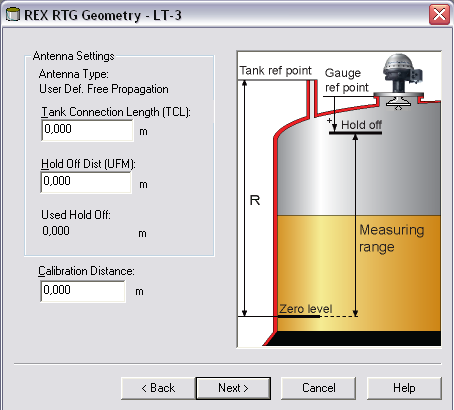 REX RTG Geometry - LT-3
Antenna Settings
Antenna Type:
User Def. Free Propagation
Tank Connection Length (TCL):
0,000 m
Hold Off Dist (UFM):
0,000 m
Used Hold Off:
0,000 m
Calibration Distance:
0,000 m
Tank ref point
Gauge
ref point
+
Hold off
R
Measuring
range
Zero level
< Back
Next >
Cancel
Help